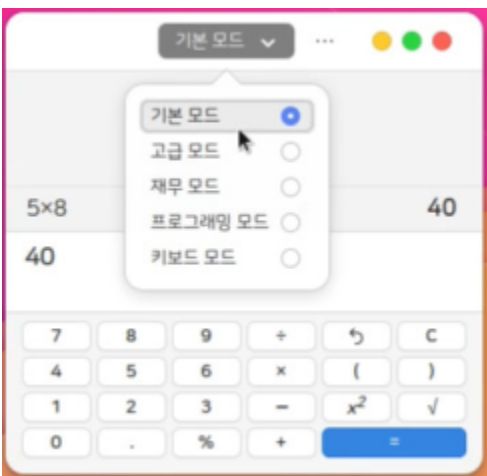 기본 모드
...
기본 모드
고급 모드
재무 모드
프로그래밍 모드
키보드 모드
5×8 40
40
7 8 9 ÷ C
4 5 6 × ( )
1 2 3 − x² √
0 . % + =